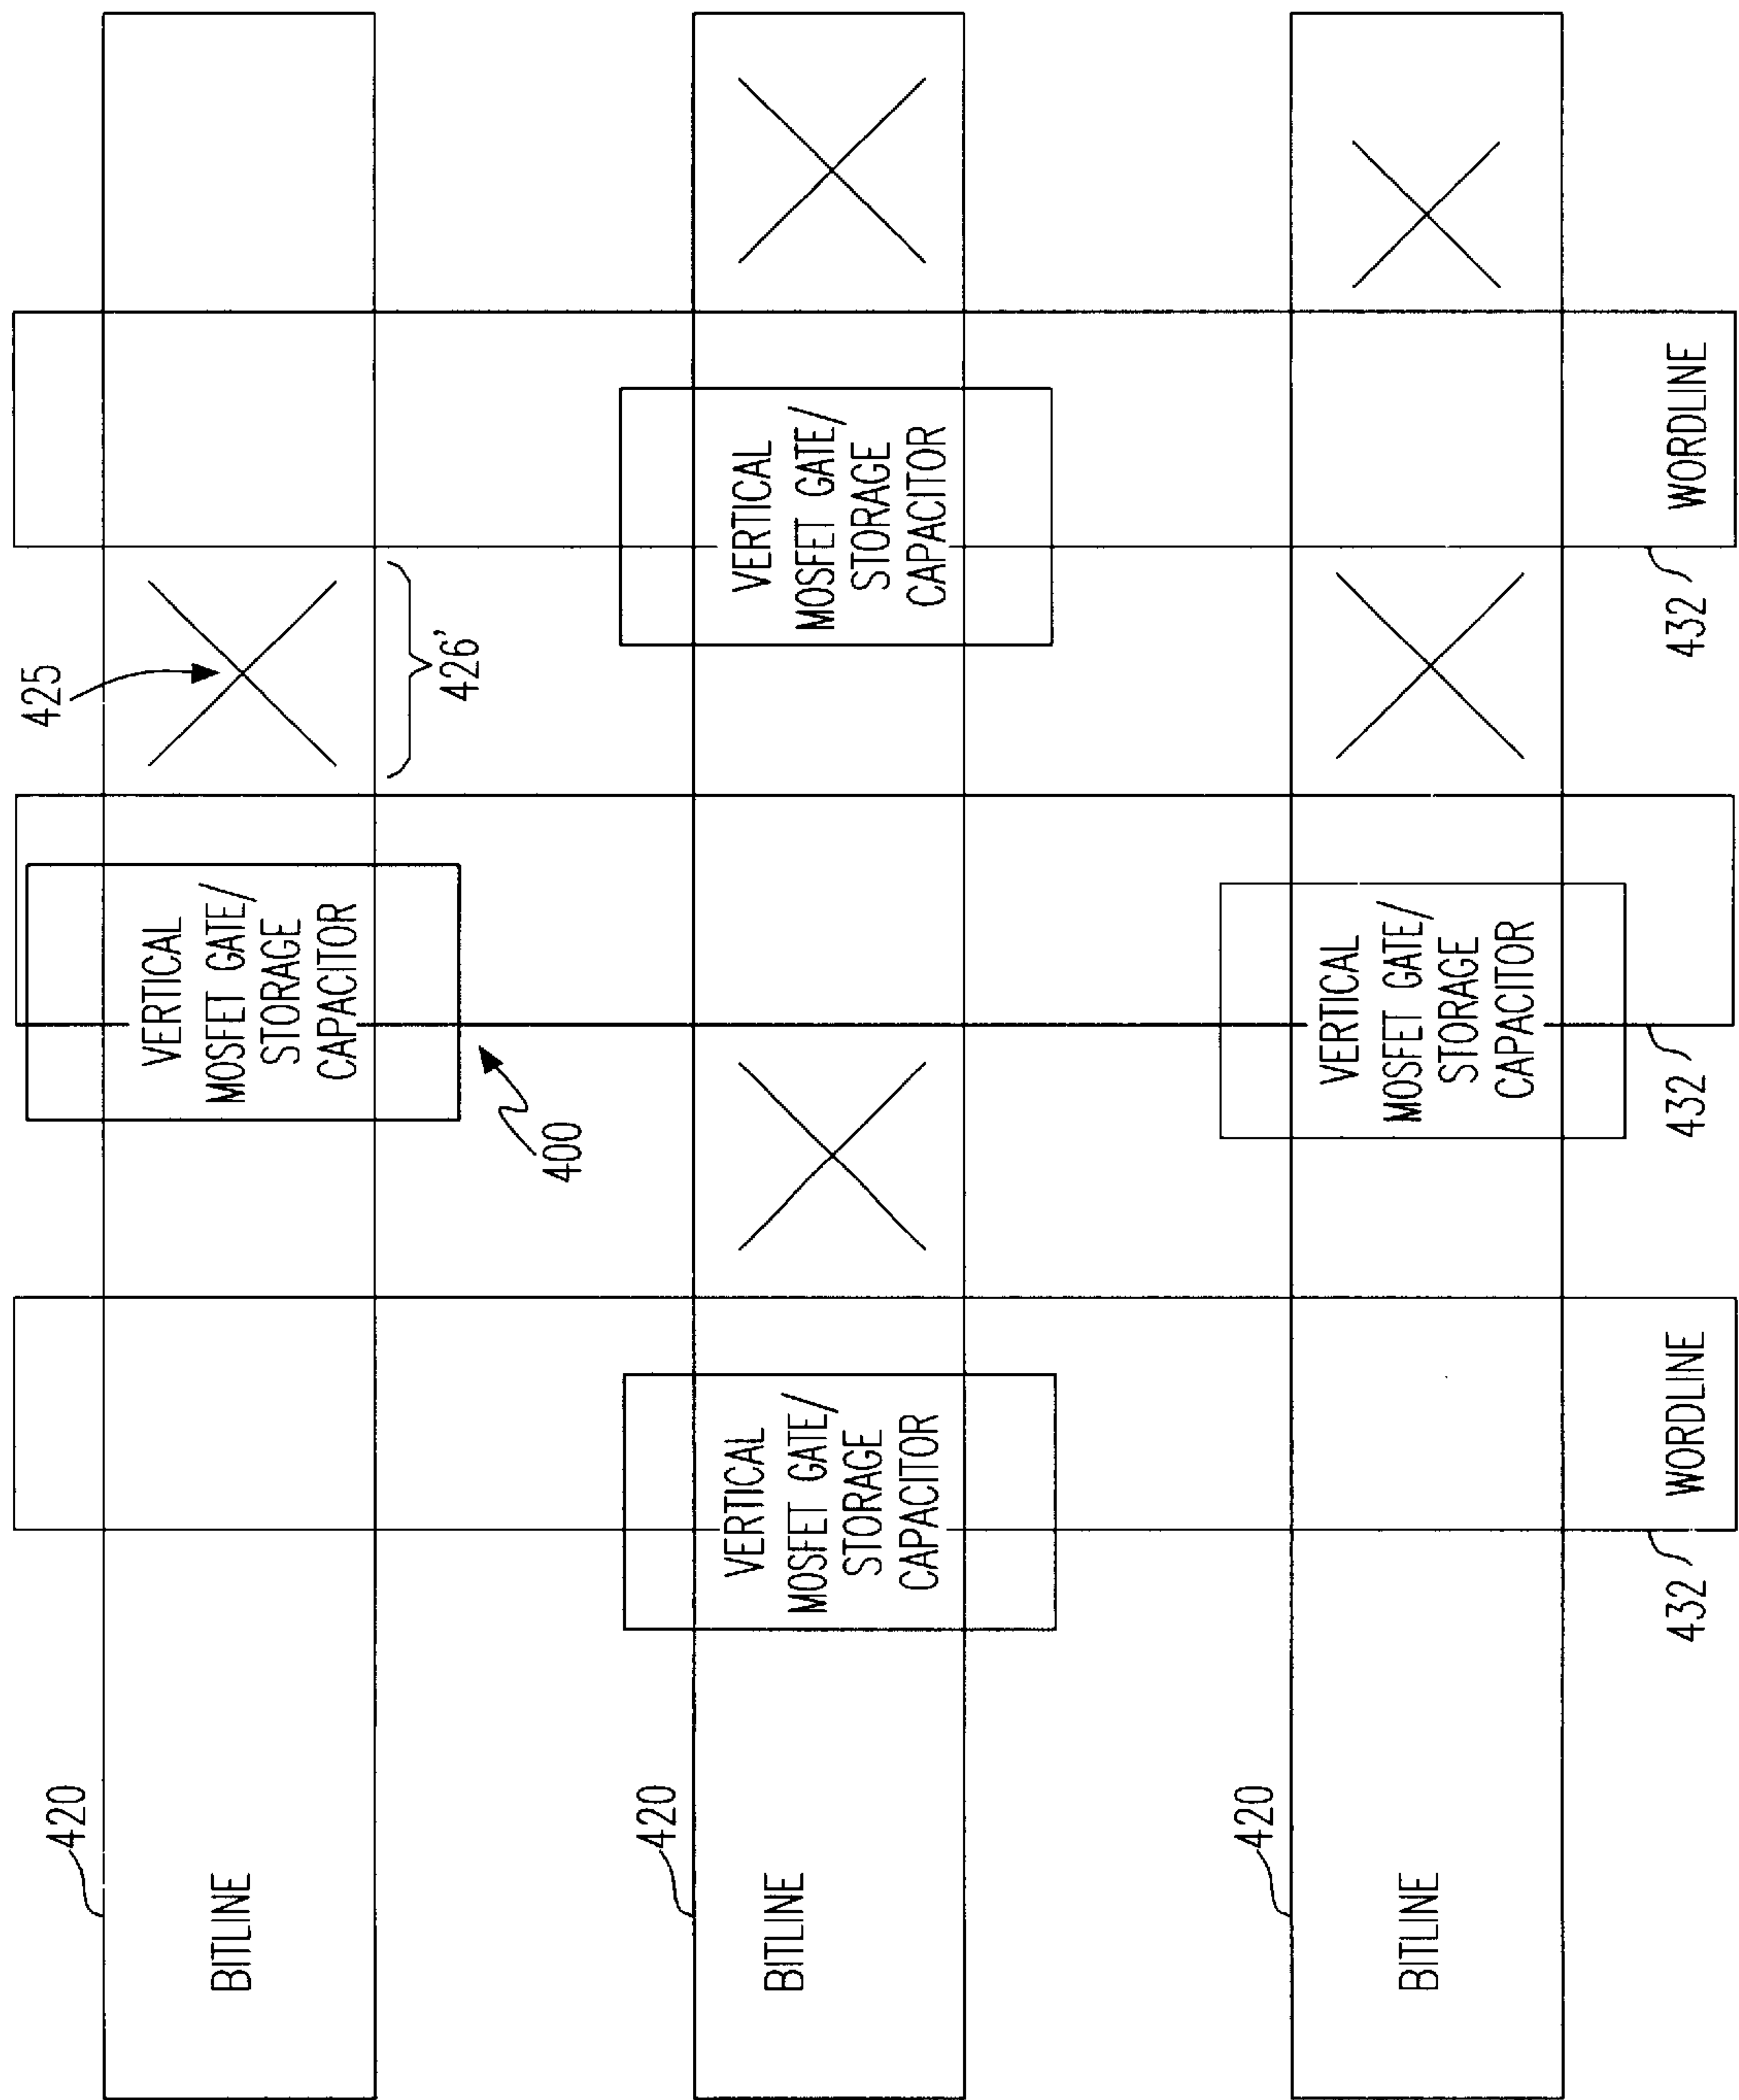 420
425
BITLINE
VERTICAL
MOSFET GATE/
STORAGE
CAPACITOR
426'
400
420
BITLINE
VERTICAL
MOSFET GATE/
STORAGE
CAPACITOR
VERTICAL
MOSFET GATE/
STORAGE
CAPACITOR
420
BITLINE
VERTICAL
MOSFET GATE/
STORAGE
CAPACITOR
432
WORDLINE
432
432
WORDLINE